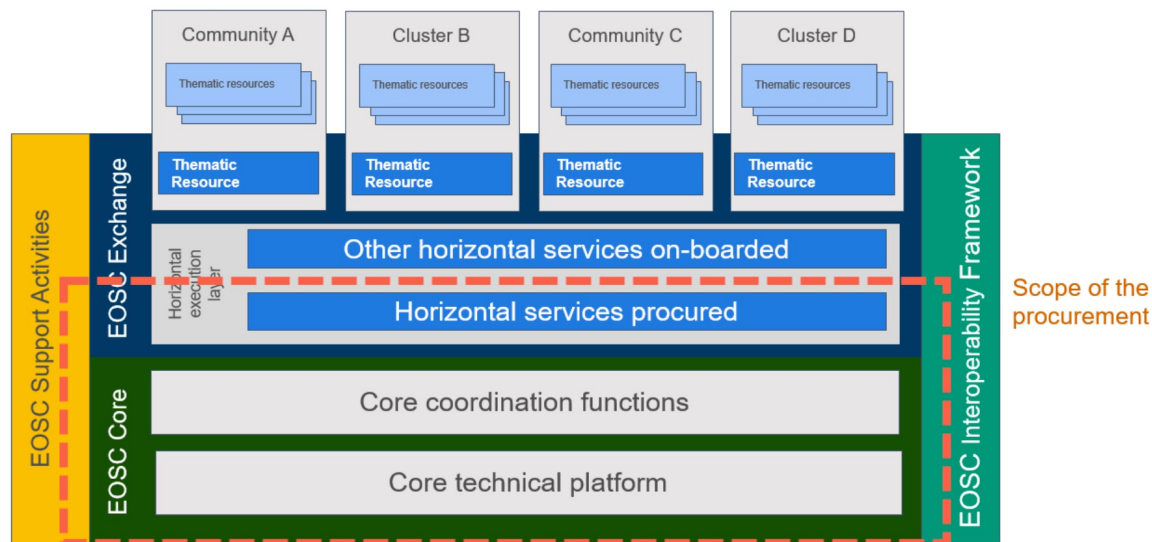 Community A
Cluster B
Community C
Cluster D
Thematic resources
Thematic resources
Thematic resources
Thematic resources
Thematic
Resource
Thematic
Resource
Thematic
Resource
Thematic
Resource
EOSC Support Activities
EOSC Exchange
Horizontal
execution
layer
Other horizontal services on-boarded
Horizontal services procured
EOSC Core
Core coordination functions
Core technical platform
EOSC Interoperability Framework
Scope of the
procurement